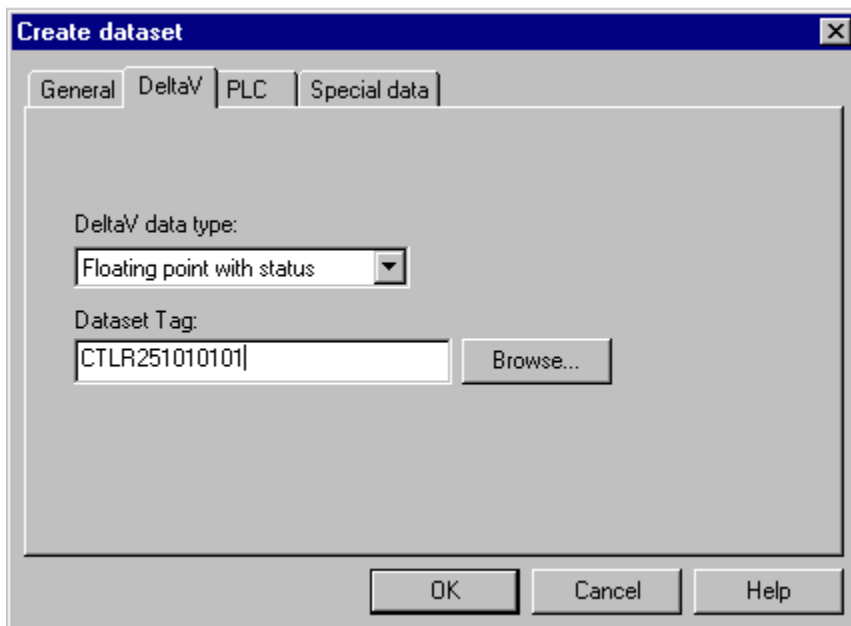 Create dataset
General DeltaV PLC Special data
DeltaV data type:
Floating point with status
Dataset Tag:
CTLR251010101
Browse...
OK Cancel Help